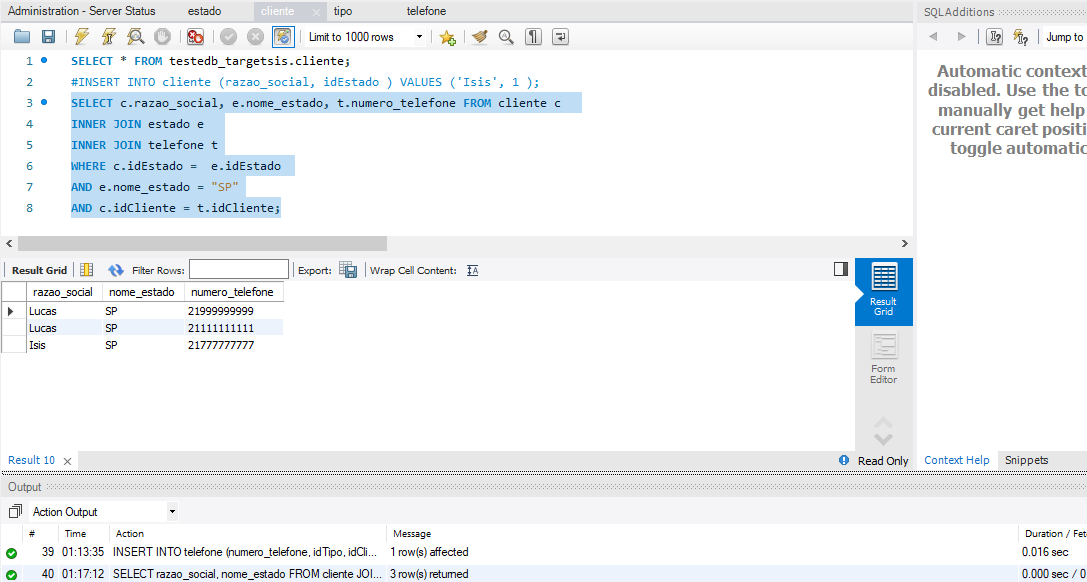 Administration - Server Status estado cliente tipo telefone SQLAdditions
Limit to 1000 rows Jump to
1 SELECT * FROM testedb_targetsis.cliente;
2 #INSERT INTO cliente (razao_social, idEstado ) VALUES ('Isis', 1 );
3 SELECT c.razao_social, e.nome_estado, t.numero_telefone FROM cliente c
4 INNER JOIN estado e
5 INNER JOIN telefone t
6 WHERE c.idEstado = e.idEstado
7 AND e.nome_estado = "SP"
8 AND c.idCliente = t.idCliente;
Automatic context
disabled. Use the to
manually get help
current caret positi
toggle automatic
Result Grid Filter Rows: Export: Wrap Cell Content:
razao_social nome_estado numero_telefone
Lucas SP 21999999999
Lucas SP 21111111111
Isis SP 21777777777
Result
Grid
Form
Editor
Result 10 Read Only Context Help Snippets
Output
Action Output
# Time Action Message Duration / Fet
39 01:13:35 INSERT INTO telefone (numero_telefone, idTipo, idCli... 1 row(s) affected 0.016 sec
40 01:17:12 SELECT razao_social, nome_estado FROM cliente JOI... 3 row(s) returned 0.000 sec / 0